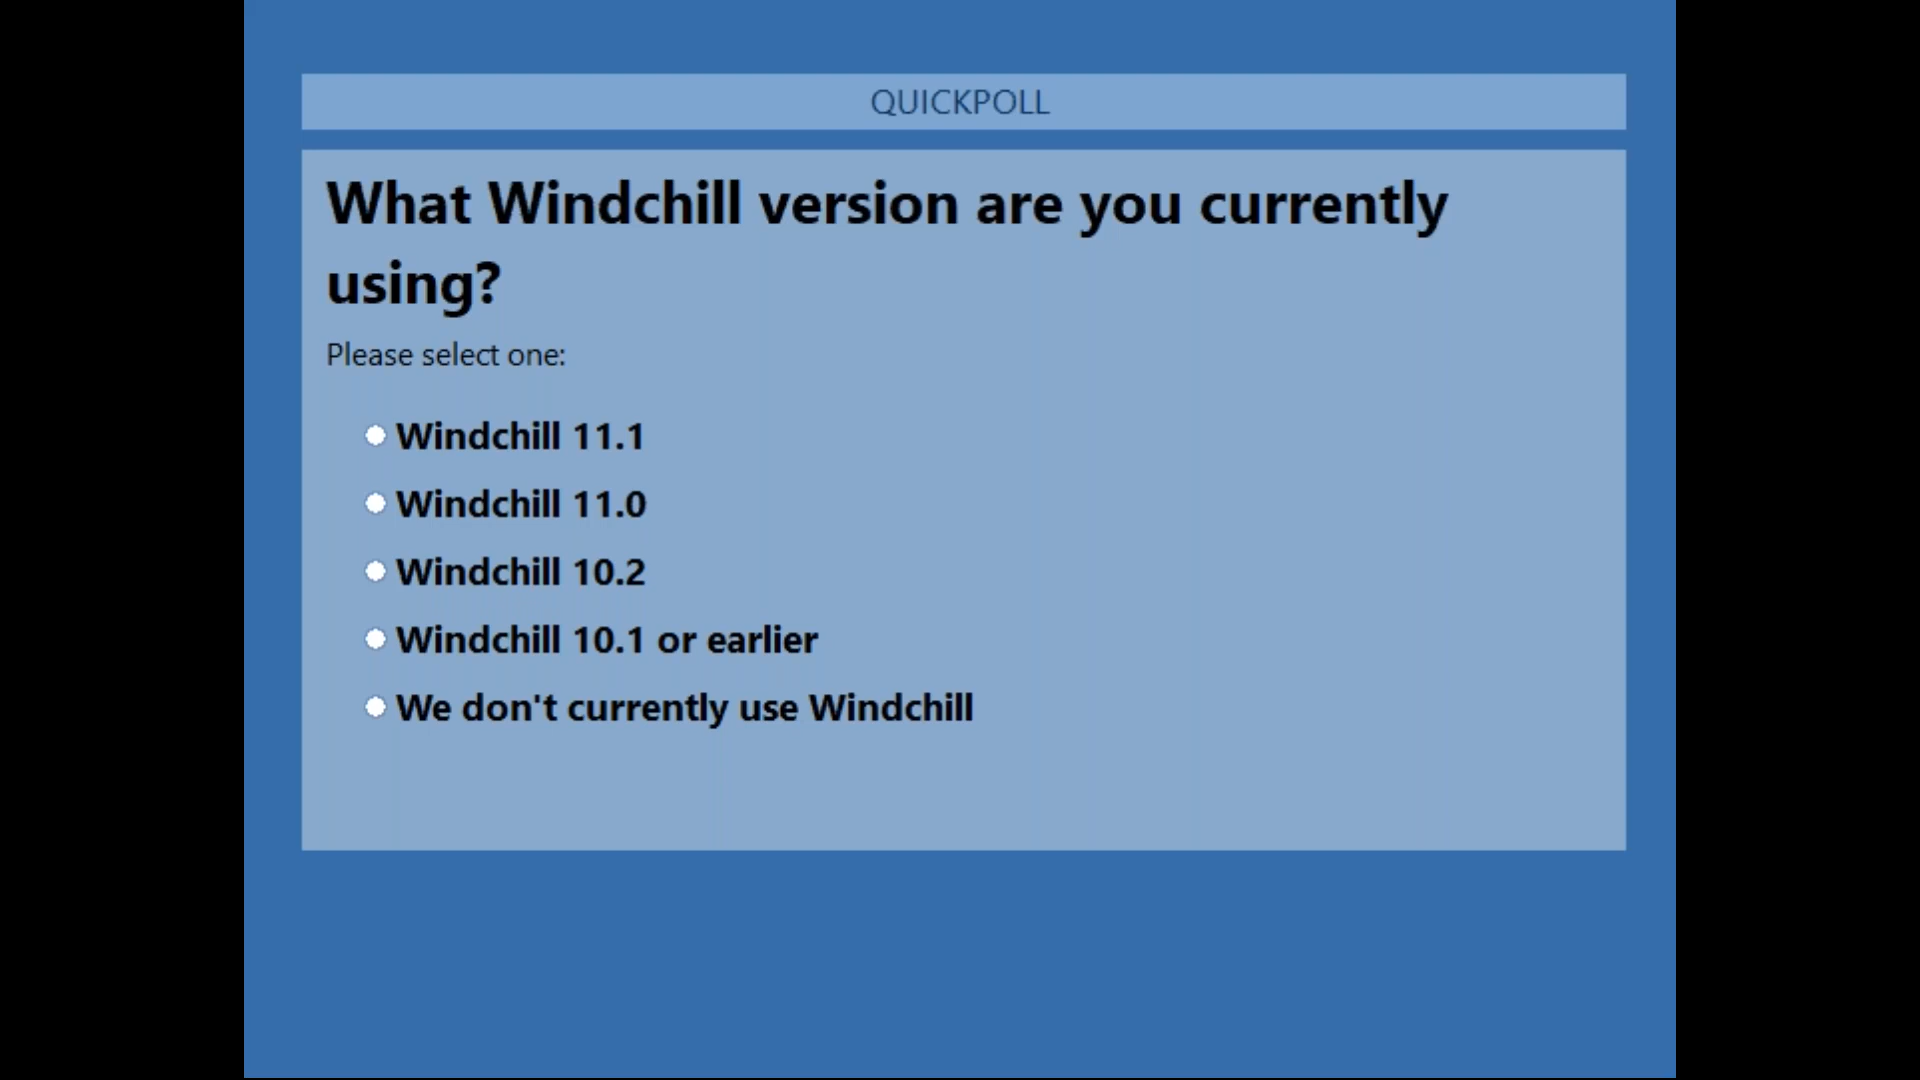 QUICKPOLL
What Windchill version are you currently
using?
Please select one:
Windchill 11.1
Windchill 11.0
Windchill 10.2
Windchill 10.1 or earlier
We don't currently use Windchill